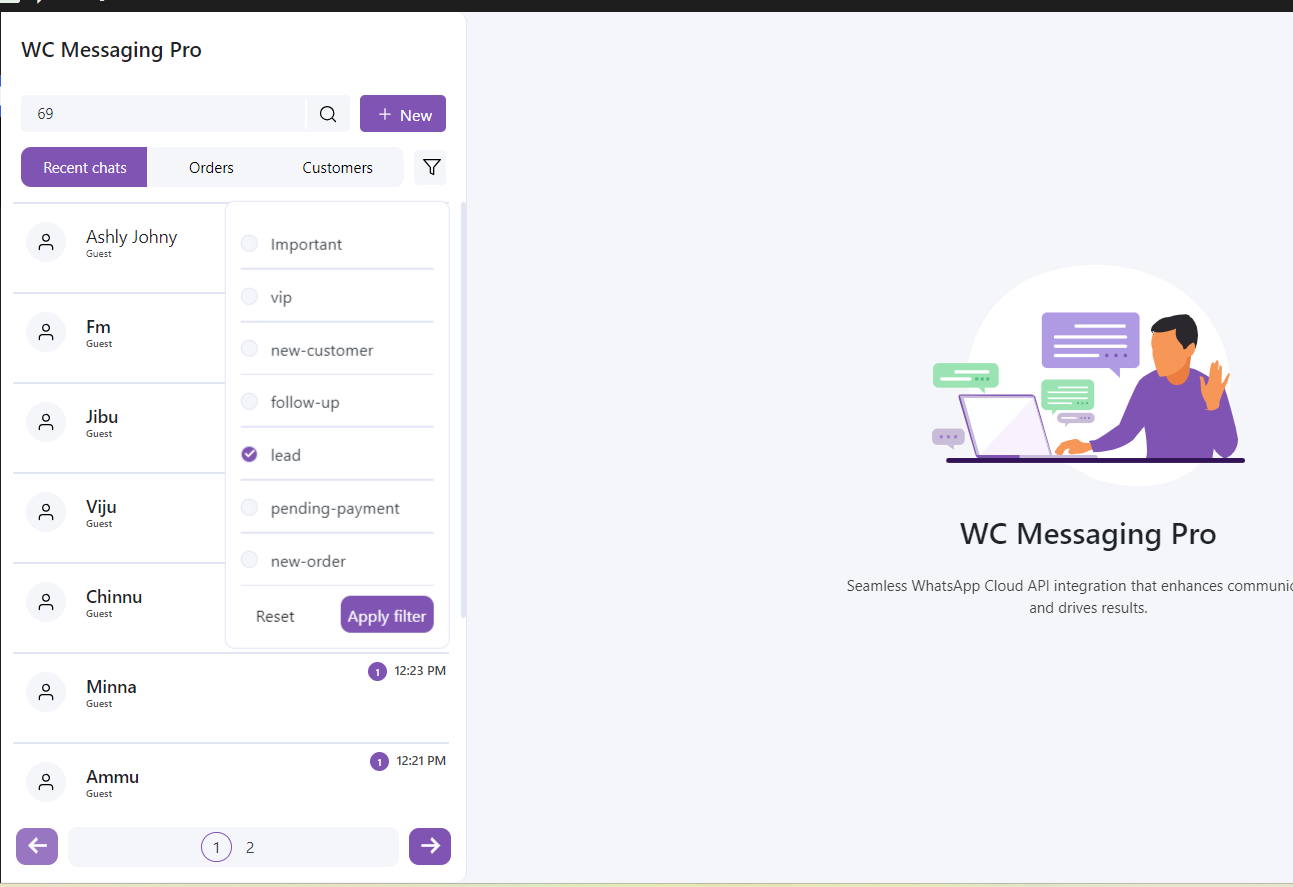 WC Messaging Pro
69
+ New
Recent chats
Orders
Customers
Ashly Johny
Guest
Fm
Guest
Jibu
Guest
Viju
Guest
Chinnu
Guest
Important
vip
new-customer
follow-up
lead
pending-payment
new-order
Reset
Apply filter
Minna
Guest
1 12:23 PM
Ammu
Guest
1 12:21 PM
1 2
WC Messaging Pro
Seamless WhatsApp Cloud API integration that enhances
and drives results.